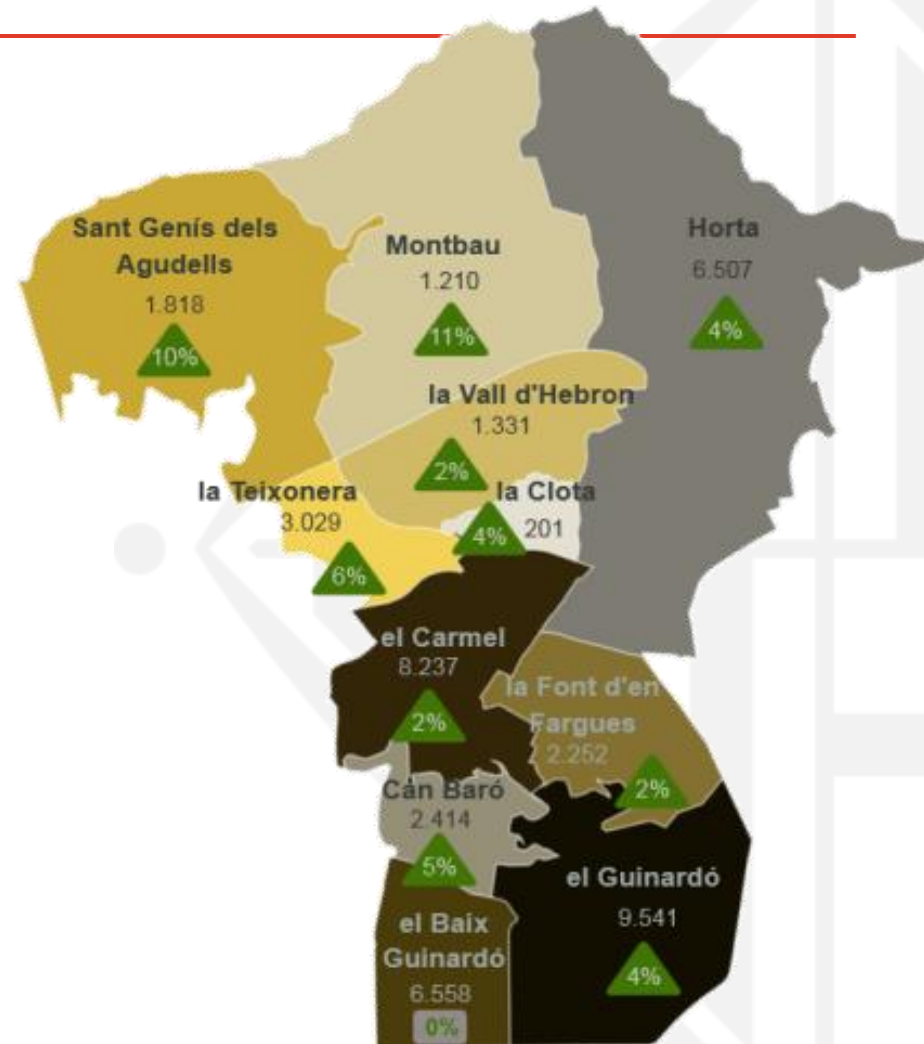 Sant Genís dels
Agudells
1.818
10%
Montbau
1.210
11%
Horta
6.507
4%
la Vall d'Hebron
1.331
2%
la Teixonera
3.029
6%
la Clota
201
4%
el Carmel
8.237
2%
la Font d'en
Fargues
2.252
2%
Can Baró
2.414
5%
el Guinardó
9.541
4%
el Baix
Guinardó
6.558
0%